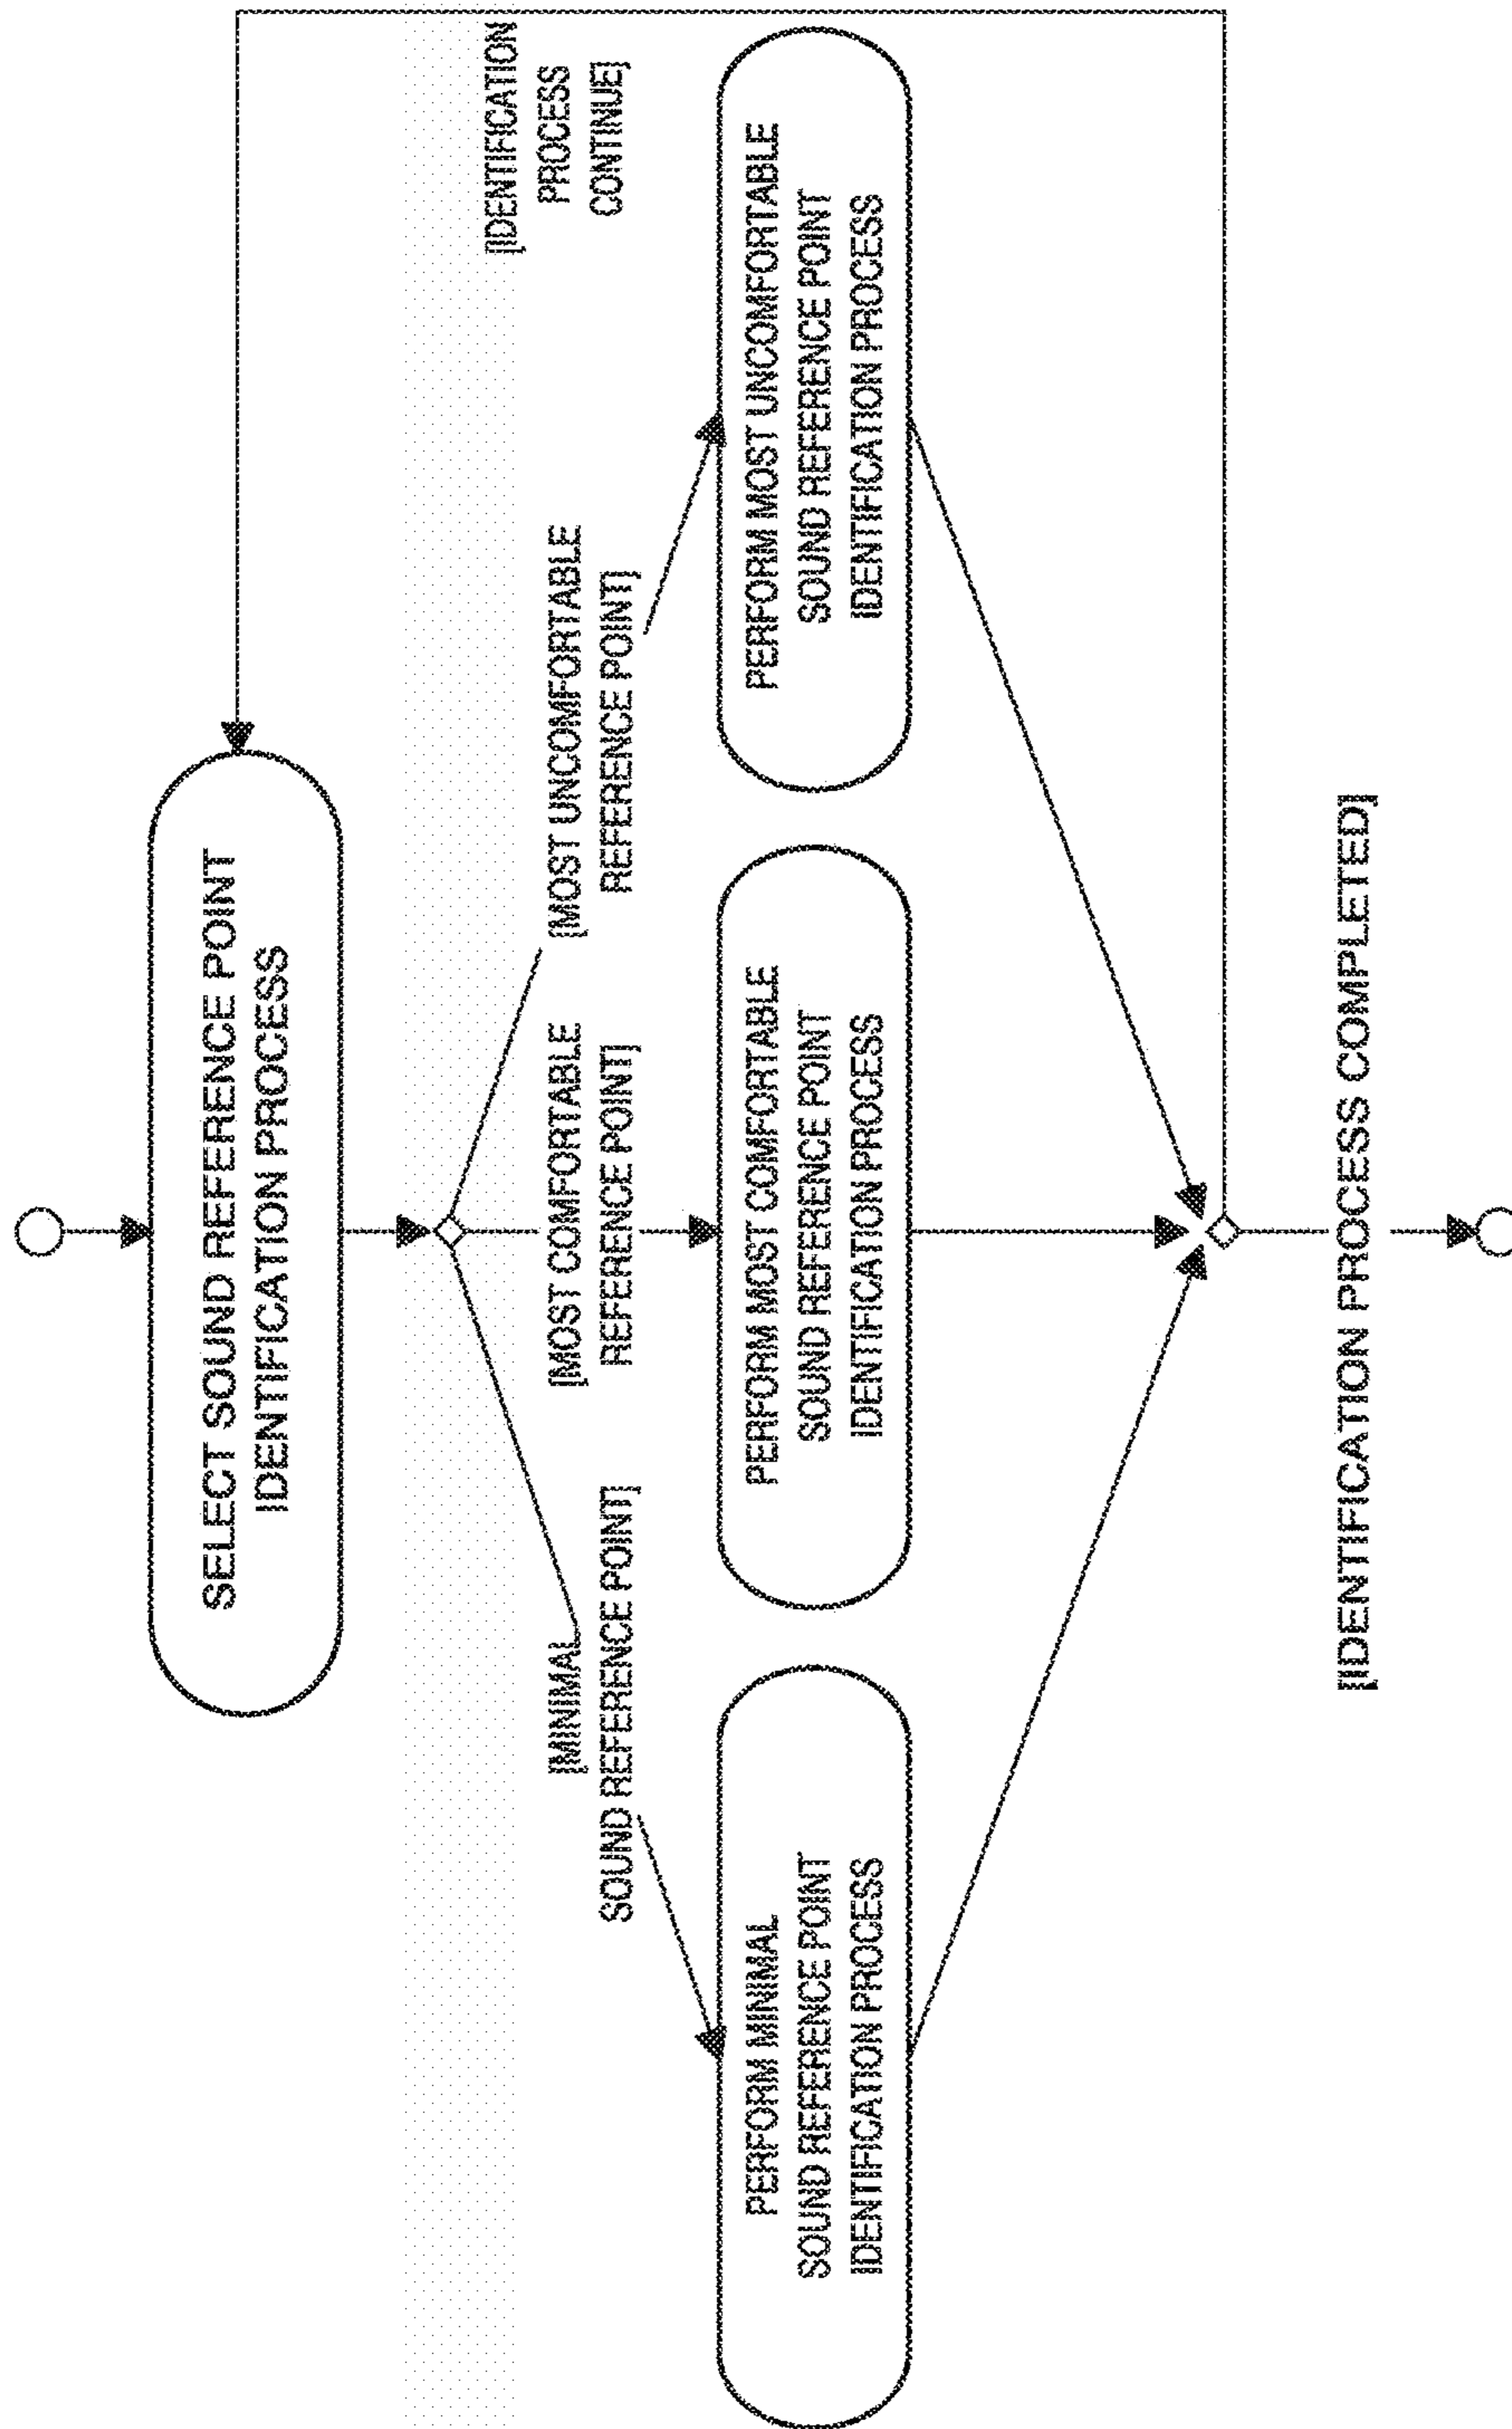 SELECT SOUND REFERENCE POINT
IDENTIFICATION PROCESS
[IDENTIFICATION
PROCESS
CONTINUE]
[MINIMAL
SOUND REFERENCE POINT]
[MOST COMFORTABLE
REFERENCE POINT]
[MOST UNCOMFORTABLE
REFERENCE POINT]
PERFORM MINIMAL
SOUND REFERENCE POINT
IDENTIFICATION PROCESS
PERFORM MOST COMFORTABLE
SOUND REFERENCE POINT
IDENTIFICATION PROCESS
PERFORM MOST UNCOMFORTABLE
SOUND REFERENCE POINT
IDENTIFICATION PROCESS
[IDENTIFICATION PROCESS COMPLETED]